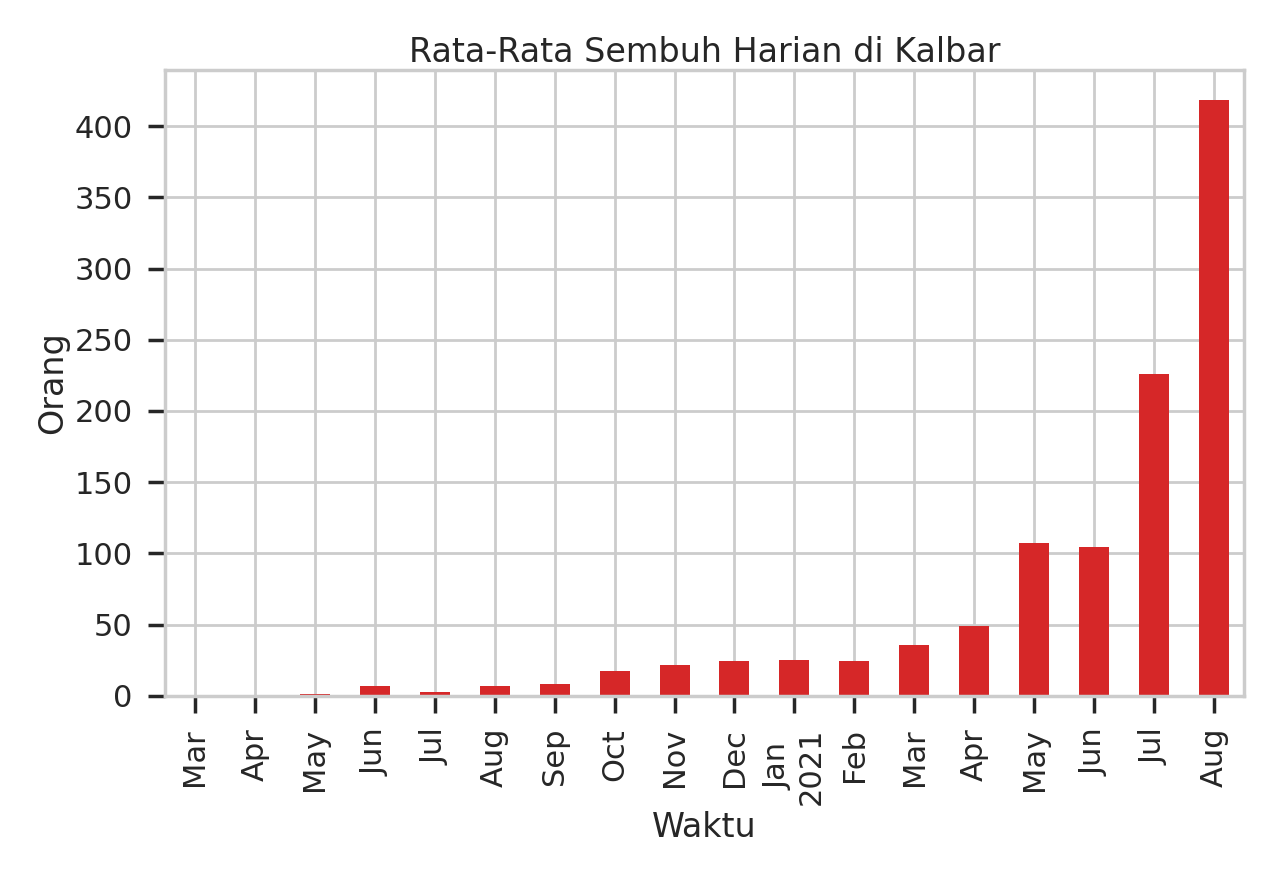 Rata-Rata Sembuh Harian di Kalbar
Orang
400
350
300
250
200
150
100
50
0
Mar
Apr
May
Jun
Jul
Aug
Sep
Oct
Nov
Dec
Jan
2021
Feb
Mar
Apr
May
Jun
Jul
Aug
Waktu